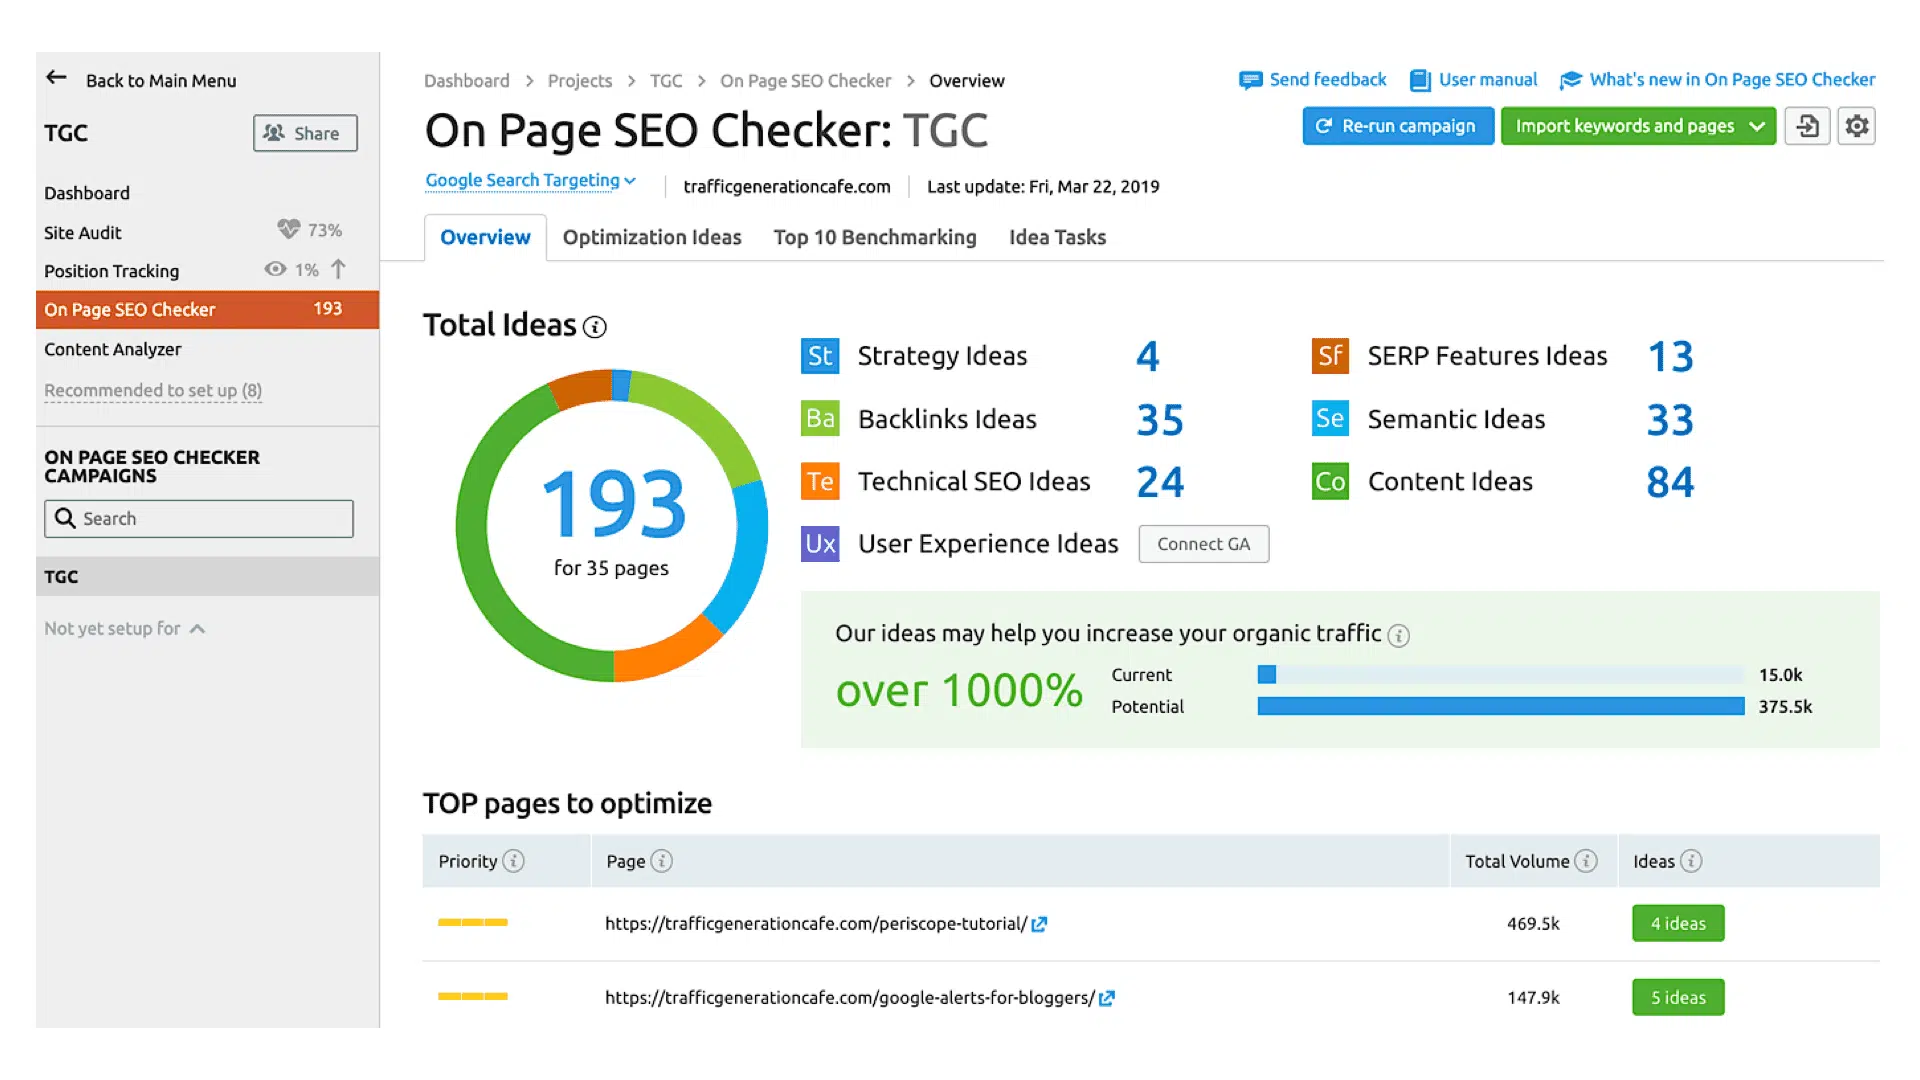 Back to Main Menu
TGC
Share
Dashboard
Site Audit 73%
Position Tracking 1%
On Page SEO Checker 193
Content Analyzer
Recommended to set up (8)
ON PAGE SEO CHECKER
CAMPAIGNS
Search
TGC
Not yet setup for
Dashboard > Projects > TGC > On Page SEO Checker > Overview
Send feedback User manual What's new in On Page SEO Checker
On Page SEO Checker: TGC
Re-run campaign Import keywords and pages
Google Search Targeting trafficgenerationcafe.com Last update: Fri, Mar 22, 2019
Overview Optimization Ideas Top 10 Benchmarking Idea Tasks
Total Ideas i
193
for 35 pages
St Strategy Ideas 4
Sf SERP Features Ideas 13
Ba Backlinks Ideas 35
Se Semantic Ideas 33
Te Technical SEO Ideas 24
Co Content Ideas 84
Ux User Experience Ideas Connect GA
Our ideas may help you increase your organic traffic i
over 1000%
Current 15.0k
Potential 375.5k
TOP pages to optimize
Priority i Page i Total Volume i Ideas i
https://trafficgenerationcafe.com/periscope-tutorial/ 469.5k 4 ideas
https://trafficgenerationcafe.com/google-alerts-for-bloggers/ 147.9k 5 ideas